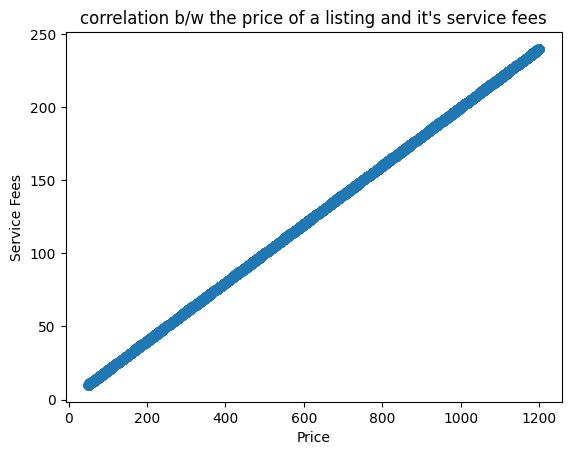 correlation b/w the price of a listing and it's service fees
250
200
150
100
50
0
Service Fees
0 200 400 600 800 1000 1200
Price